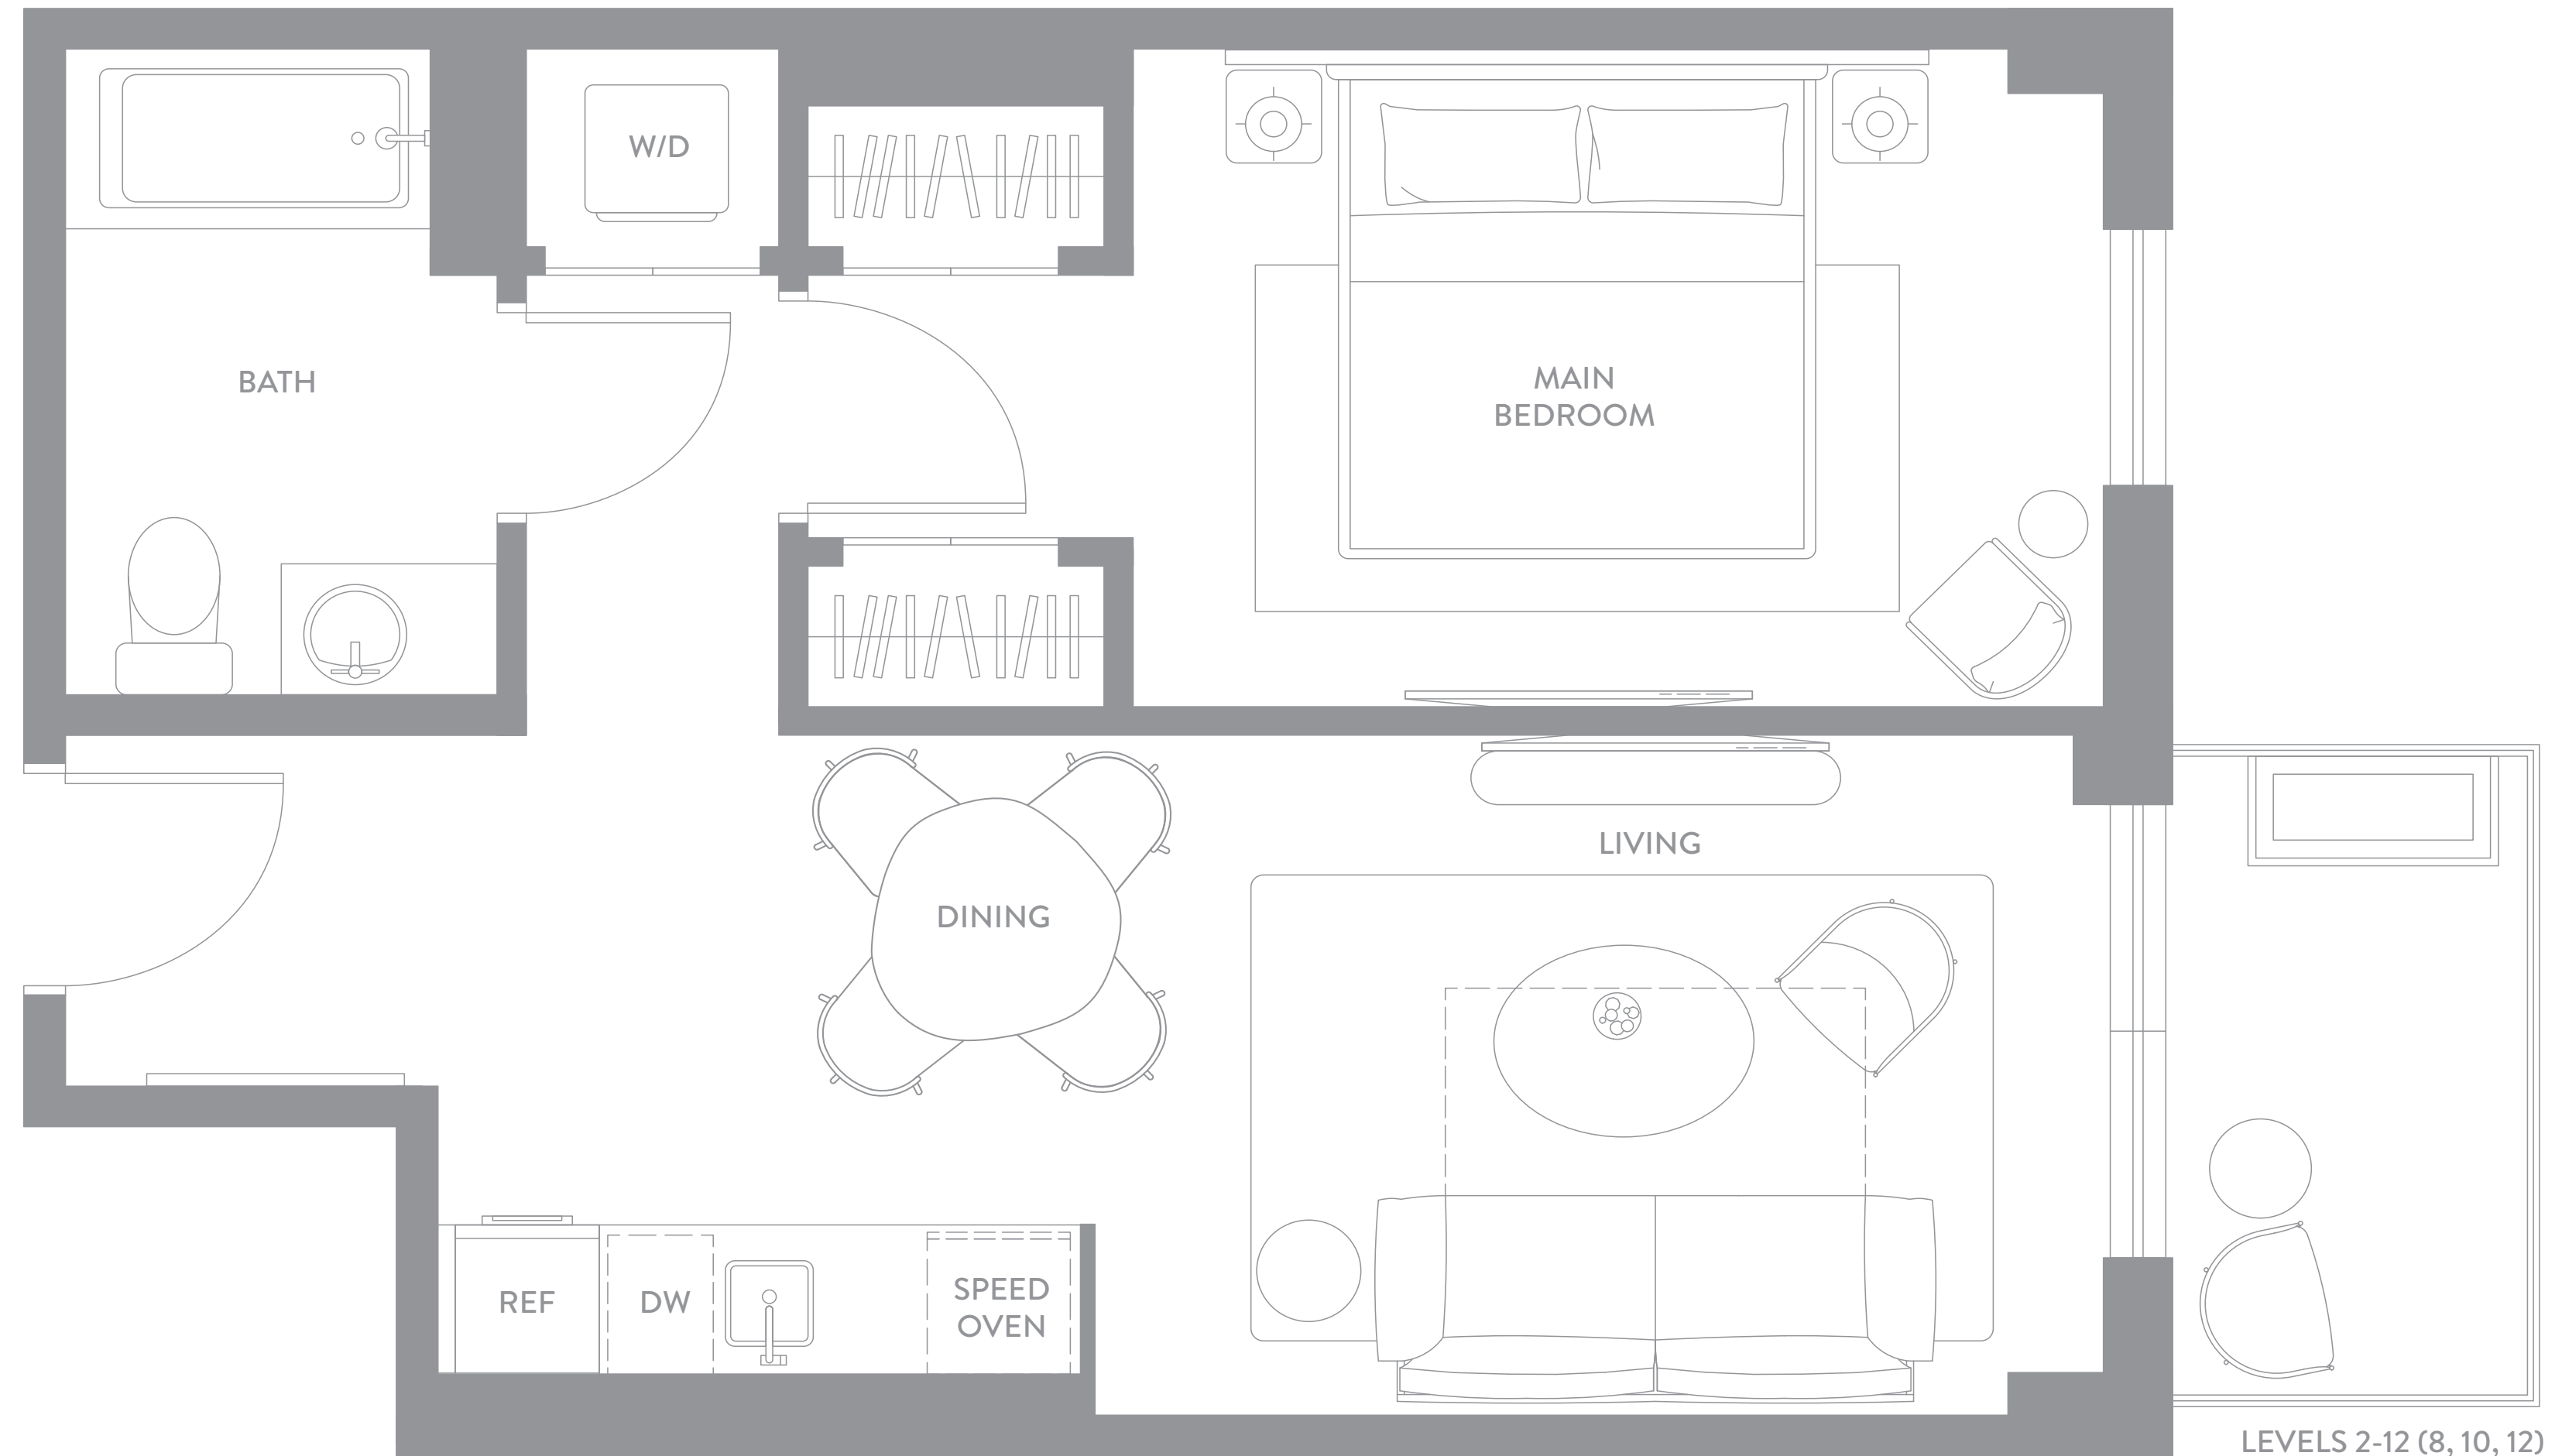 W/D
BATH
MAIN
BEDROOM
LIVING
DINING
REF
DW
SPEED
OVEN
LEVELS 2-12 (8, 10, 12)